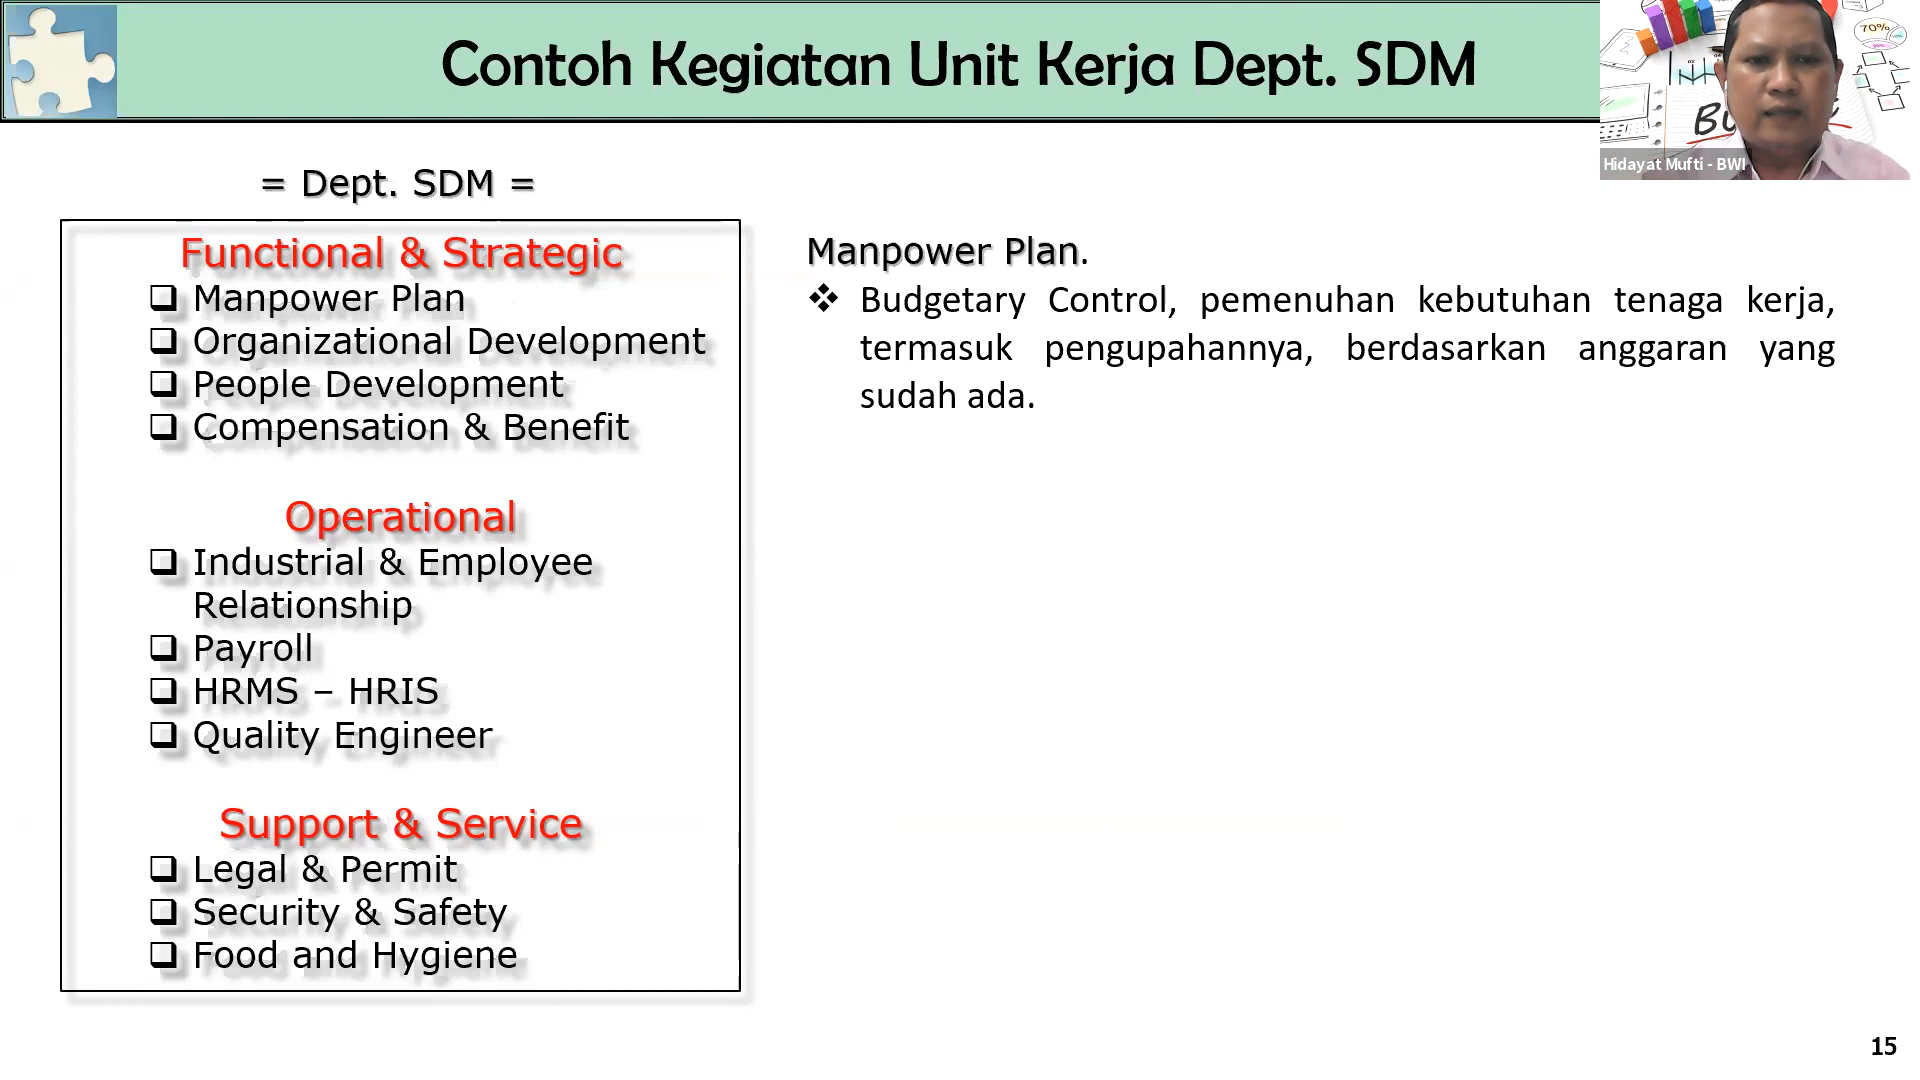 Contoh Kegiatan Unit Kerja Dept. SDM
70%
Hidayat Mufti - BWI
= Dept. SDM =
Functional & Strategic
❑ Manpower Plan
❑ Organizational Development
❑ People Development
❑ Compensation & Benefit
Operational
❑ Industrial & Employee
Relationship
❑ Payroll
❑ HRMS – HRIS
❑ Quality Engineer
Support & Service
❑ Legal & Permit
❑ Security & Safety
❑ Food and Hygiene
Manpower Plan.
❖ Budgetary Control, pemenuhan kebutuhan tenaga kerja,
termasuk pengupahannya, berdasarkan anggaran yang
sudah ada.
15